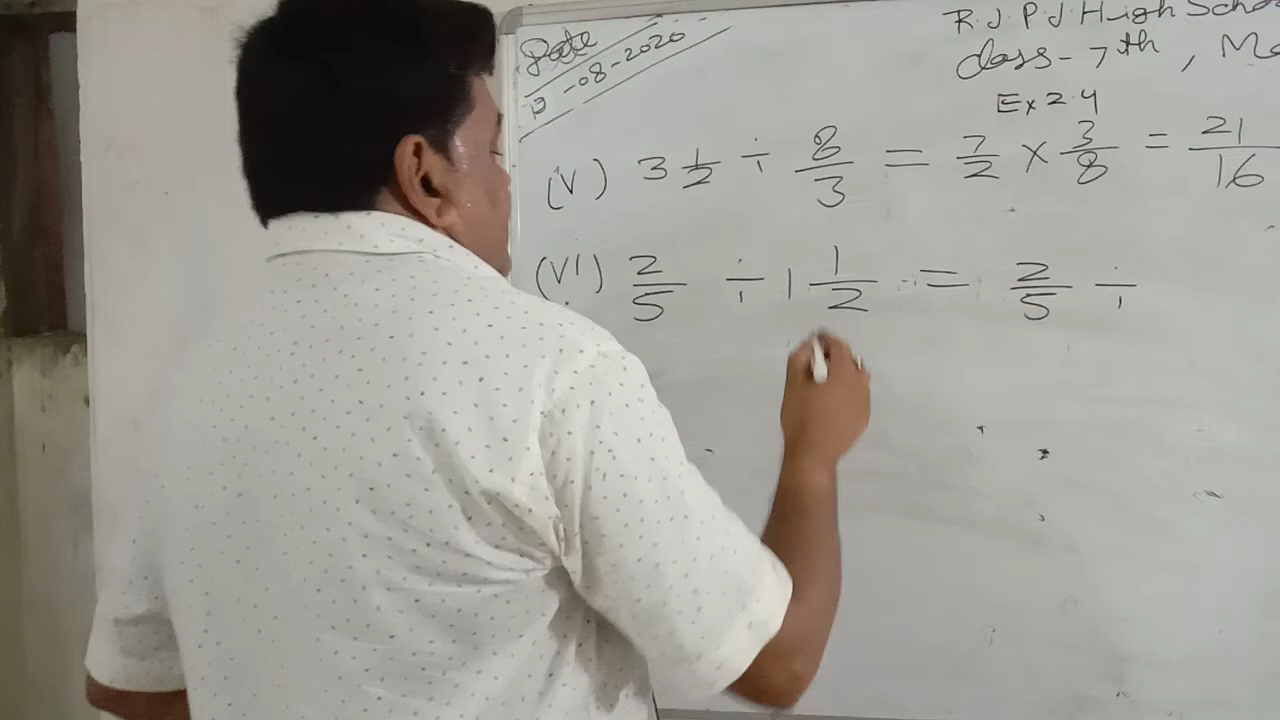 Date
13-08-2020
R.J.P.J High
Class - 7th,
Ex 2.4
(V) 3 1/2 ÷ 8/3 = 7/2 × 3/8 = 21/16
(VI) 2/5 ÷ 1 1/2 = 2/5 ÷